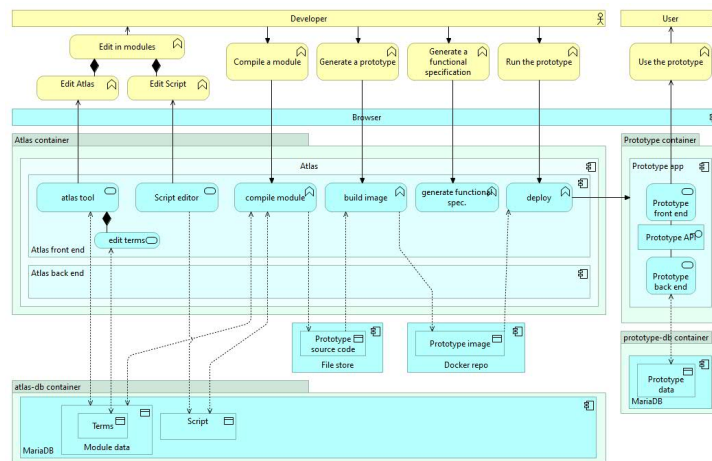 Developer
User
Edit in modules
Compile a module
Generate a prototype
Generate a
functional
specification
Run the prototype
Use the prototype
Edit Atlas
Edit Script
Browser
Atlas container
Prototype container
Atlas
Prototype app
atlas tool
Script editor
compile module
build image
generate functional
spec.
deploy
Prototype
front end
edit terms
Prototype API
Atlas front end
Prototype
back end
Atlas back end
Prototype
source code
File store
Prototype image
Docker repo
prototype-db container
Prototype
data
MariaDB
atlas-db container
Terms
Script
Module data
MariaDB